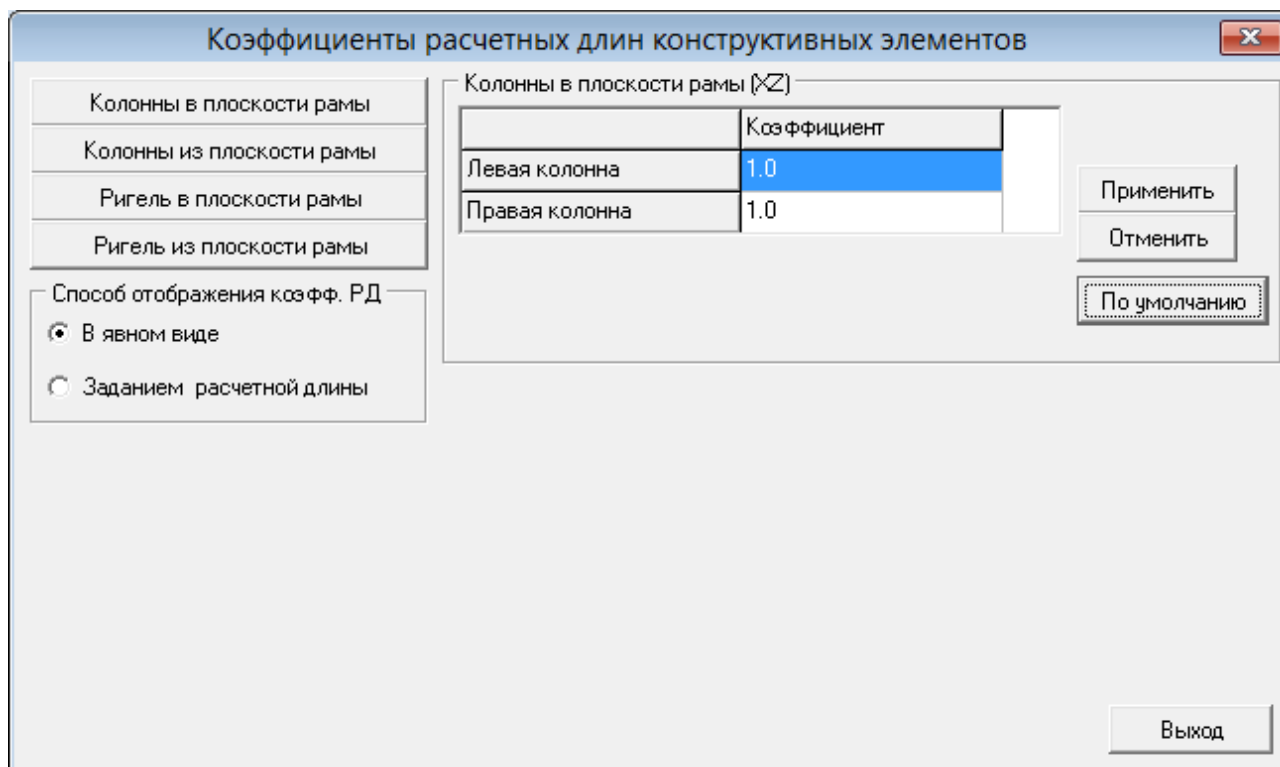 Коэффициенты расчетных длин конструктивных элементов
Колонны в плоскости рамы
Колонны из плоскости рамы
Ригель в плоскости рамы
Ригель из плоскости рамы
Способ отображения коэфф. РД
В явном виде
Заданием расчетной длины
Колонны в плоскости рамы (XZ)
Коэффициент
Левая колонна 1.0
Правая колонна 1.0
Применить
Отменить
По умолчанию
Выход